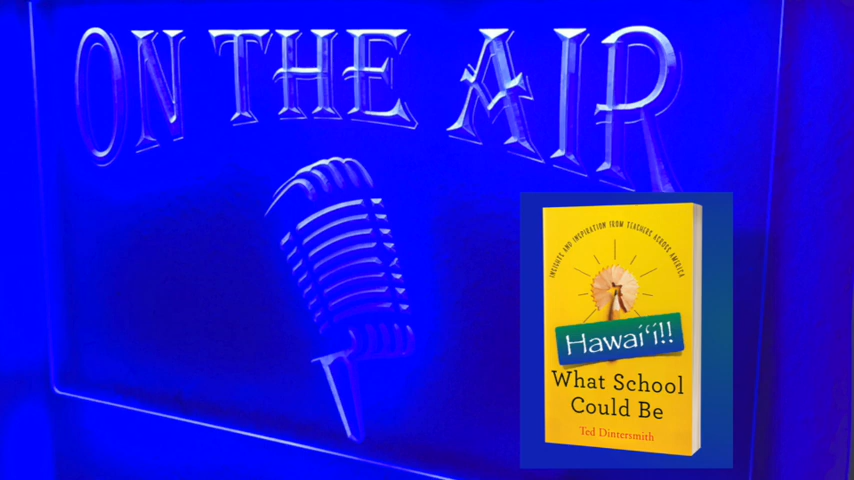 ON THE AIR
INSIGHTS AND INSPIRATION FROM TEACHERS ACROSS AMERICA
Hawaiʻi!!
What School
Could Be
Ted Dintersmith